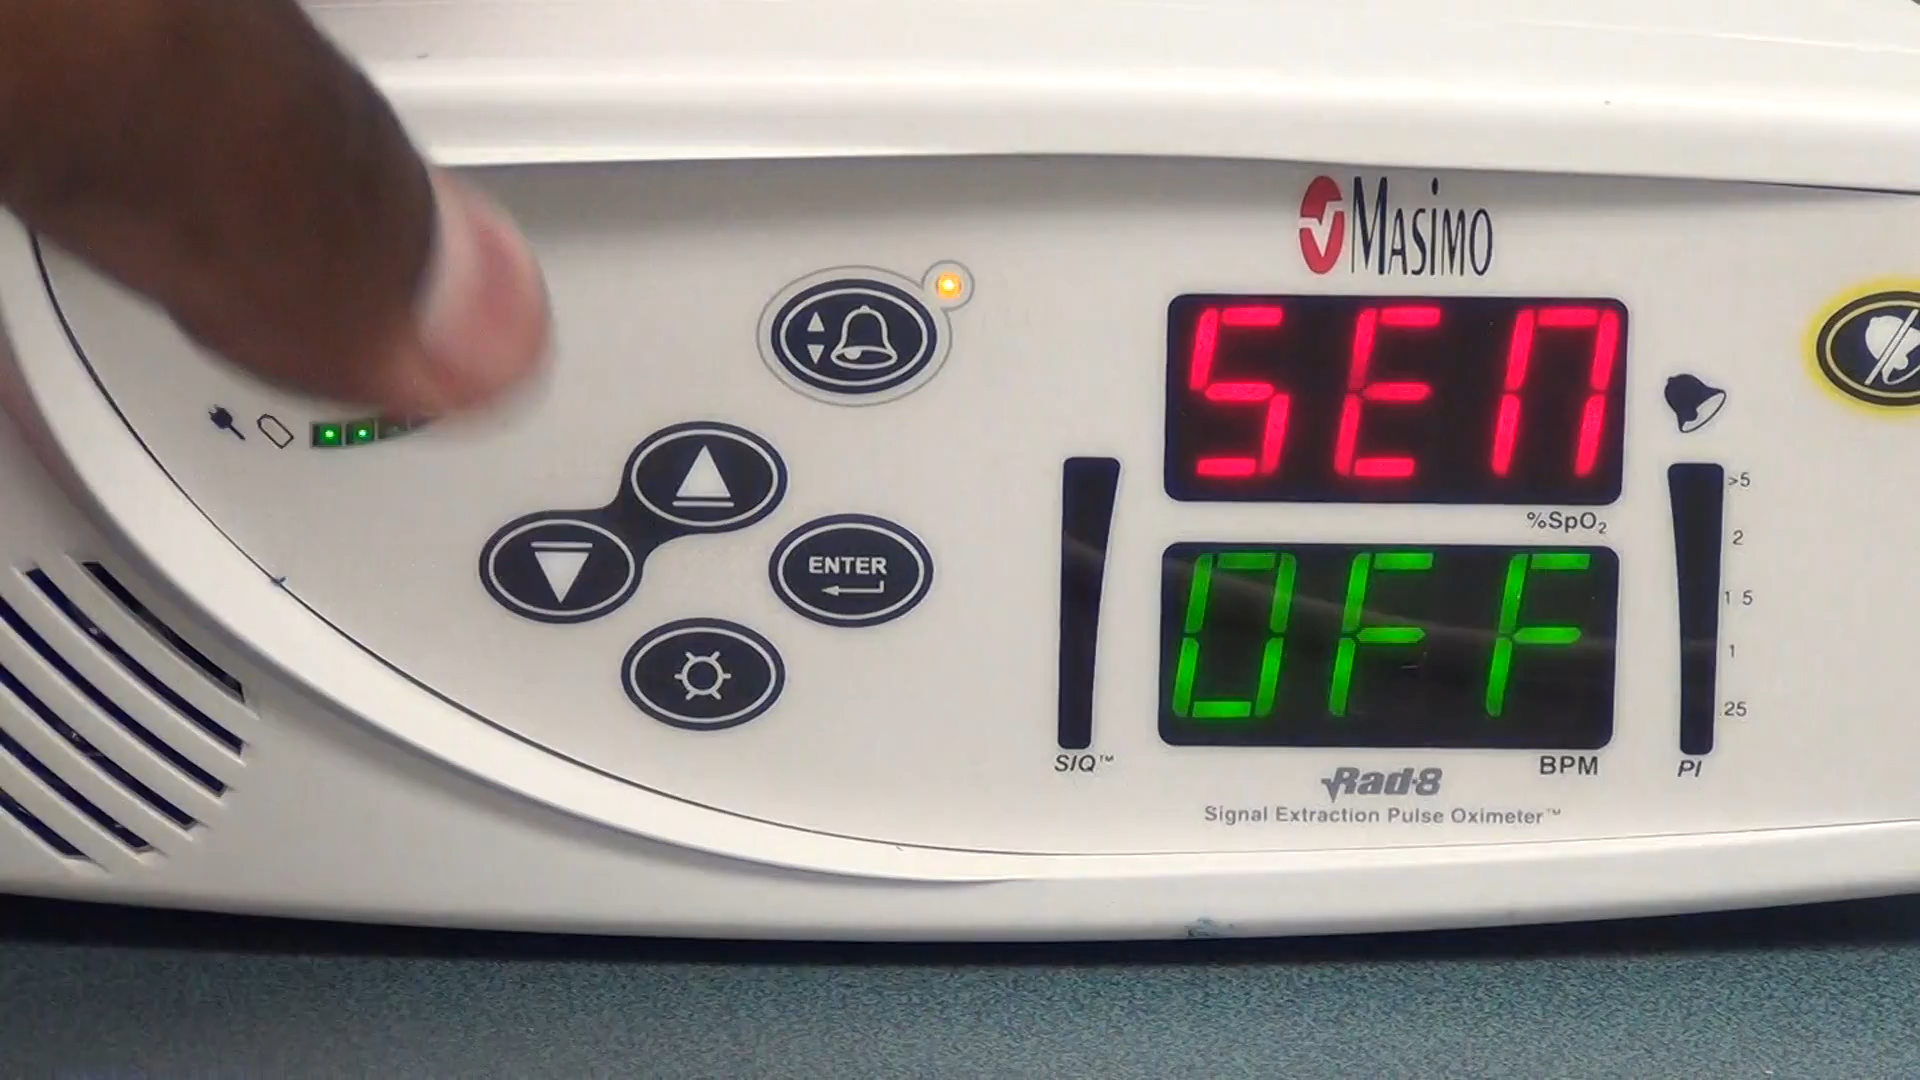 MASIMO
SEN
%SpO₂
OFF
ENTER
>5
2
1 5
1
25
SIQ™
BPM
PI
Rad-8
Signal Extraction Pulse Oximeter™